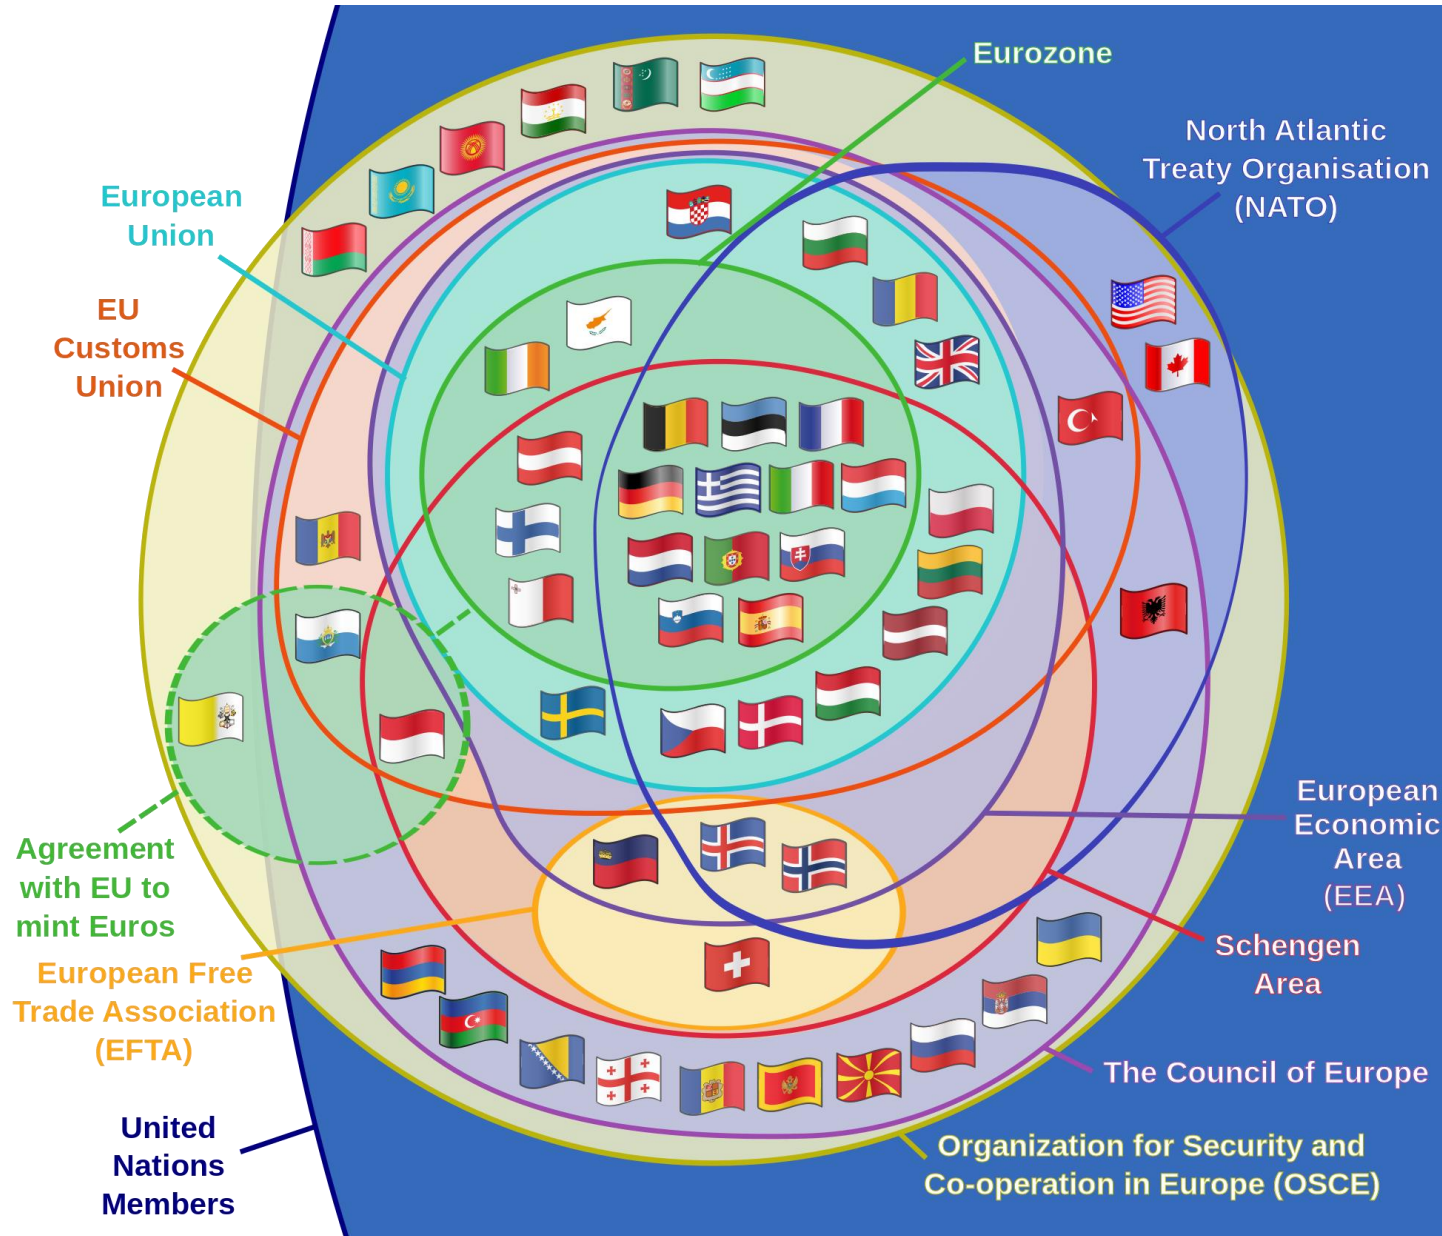 Eurozone
North Atlantic
Treaty Organisation
(NATO)
European
Union
EU
Customs
Union
European
Economic
Area
(EEA)
Agreement
with EU to
mint Euros
Schengen
Area
European Free
Trade Association
(EFTA)
The Council of Europe
United
Nations
Members
Organization for Security and
Co-operation in Europe (OSCE)